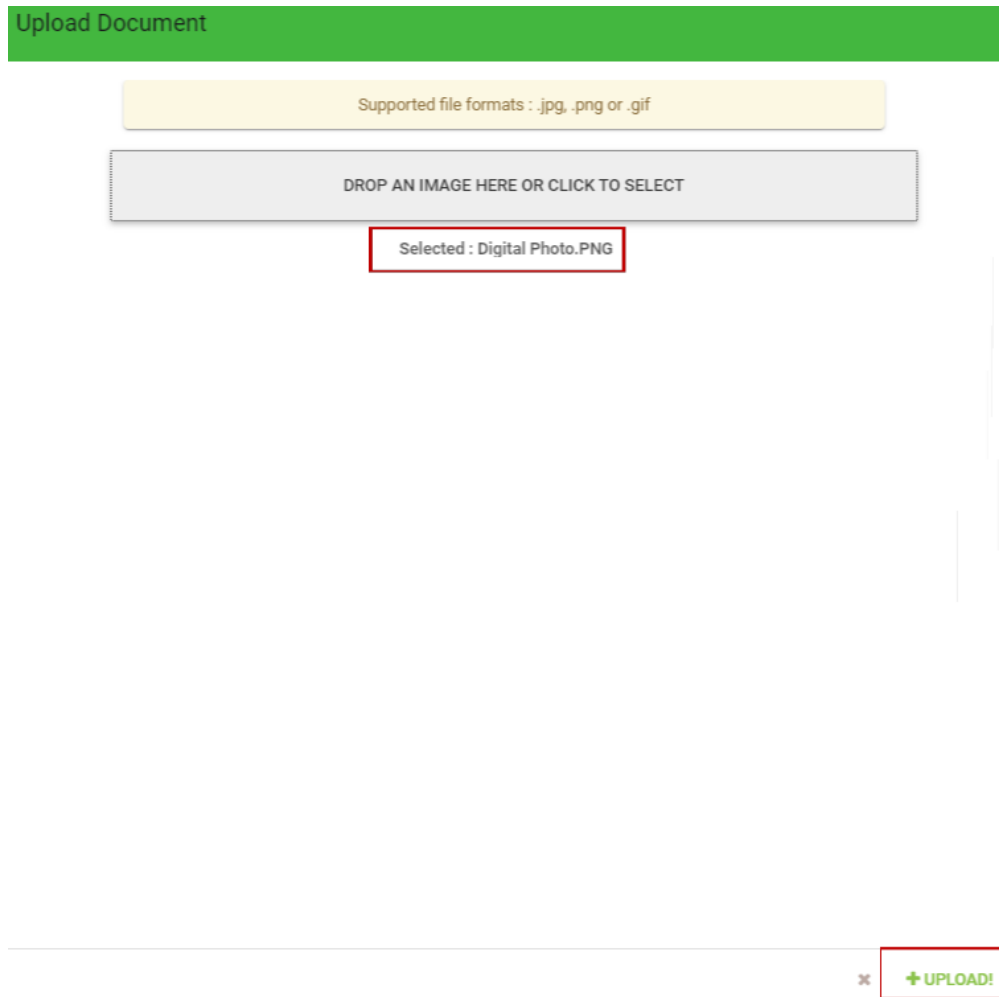 Upload Document
Supported file formats : .jpg, .png or .gif
DROP AN IMAGE HERE OR CLICK TO SELECT
Selected : Digital Photo.PNG
✖ + UPLOAD!